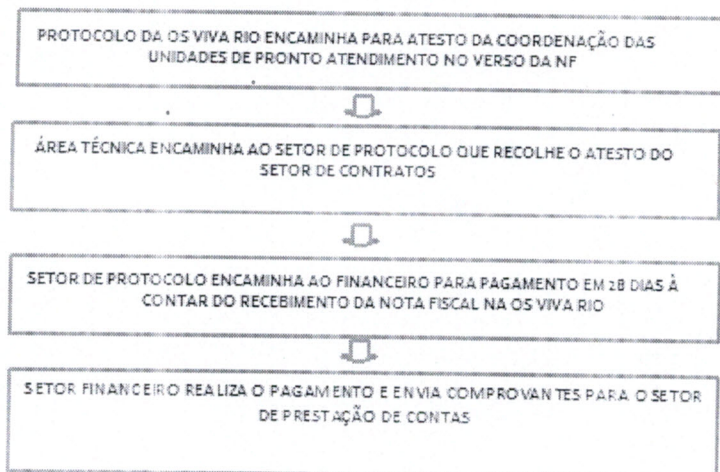 PROTOCOLO DA OS VIVA RIO ENCAMINHA PARA ATESTO DA COORDENAÇÃO DAS
UNIDADES DE PRONTO ATENDIMENTO NO VERSO DA NF
ÁREA TÉCNICA ENCAMINHA AO SETOR DE PROTOCOLO QUE RECOLHE O ATESTO DO
SETOR DE CONTRATOS
SETOR DE PROTOCOLO ENCAMINHA AO FINANCEIRO PARA PAGAMENTO EM 28 DIAS À
CONTAR DO RECEBIMENTO DA NOTA FISCAL NA OS VIVA RIO
SETOR FINANCEIRO REALIZA O PAGAMENTO E ENVIA COMPROVANTES PARA O SETOR
DE PRESTAÇÃO DE CONTAS